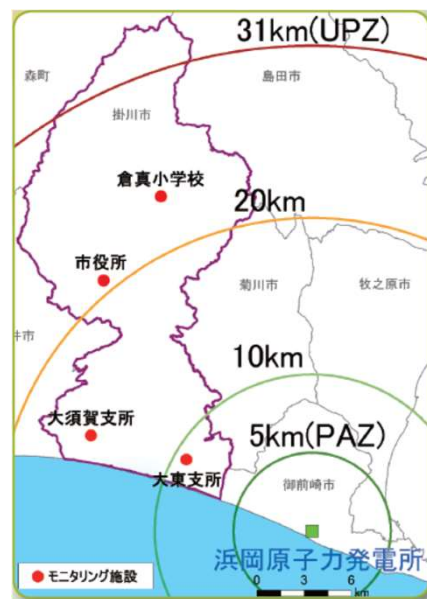 31km(UPZ)
森町
島田市
掛川市
倉真小学校
20km
市役所
菊川市
牧之原市
井市
10km
大須賀支所
5km(PAZ)
大東支所
御前崎市
浜岡原子力発電所
モニタリング施設
0 3 6
km